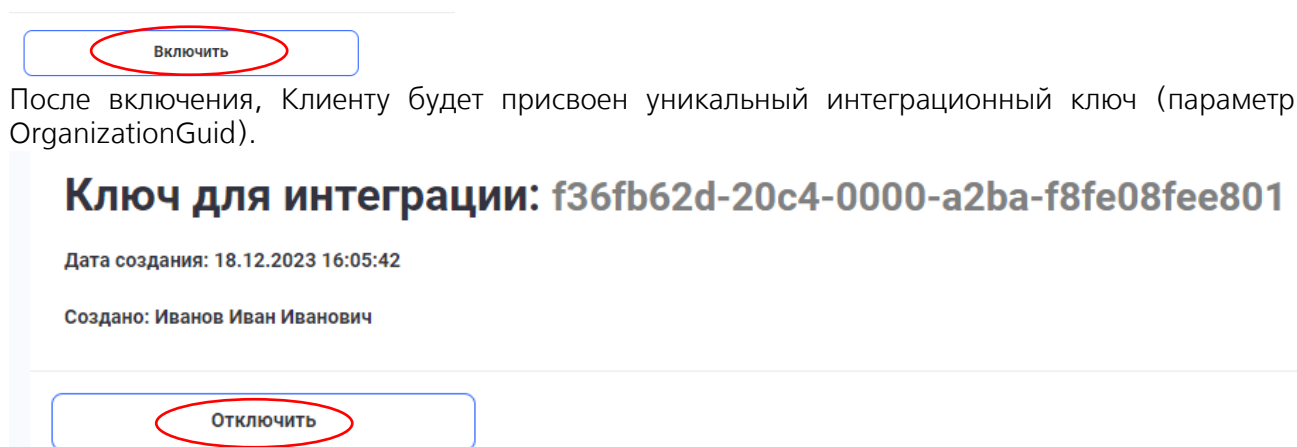 Включить
После включения, Клиенту будет присвоен уникальный интеграционный ключ (параметр
OrganizationGuid).
Ключ для интеграции: f36fb62d-20c4-0000-a2ba-f8fe08fee801
Дата создания: 18.12.2023 16:05:42
Создано: Иванов Иван Иванович
Отключить